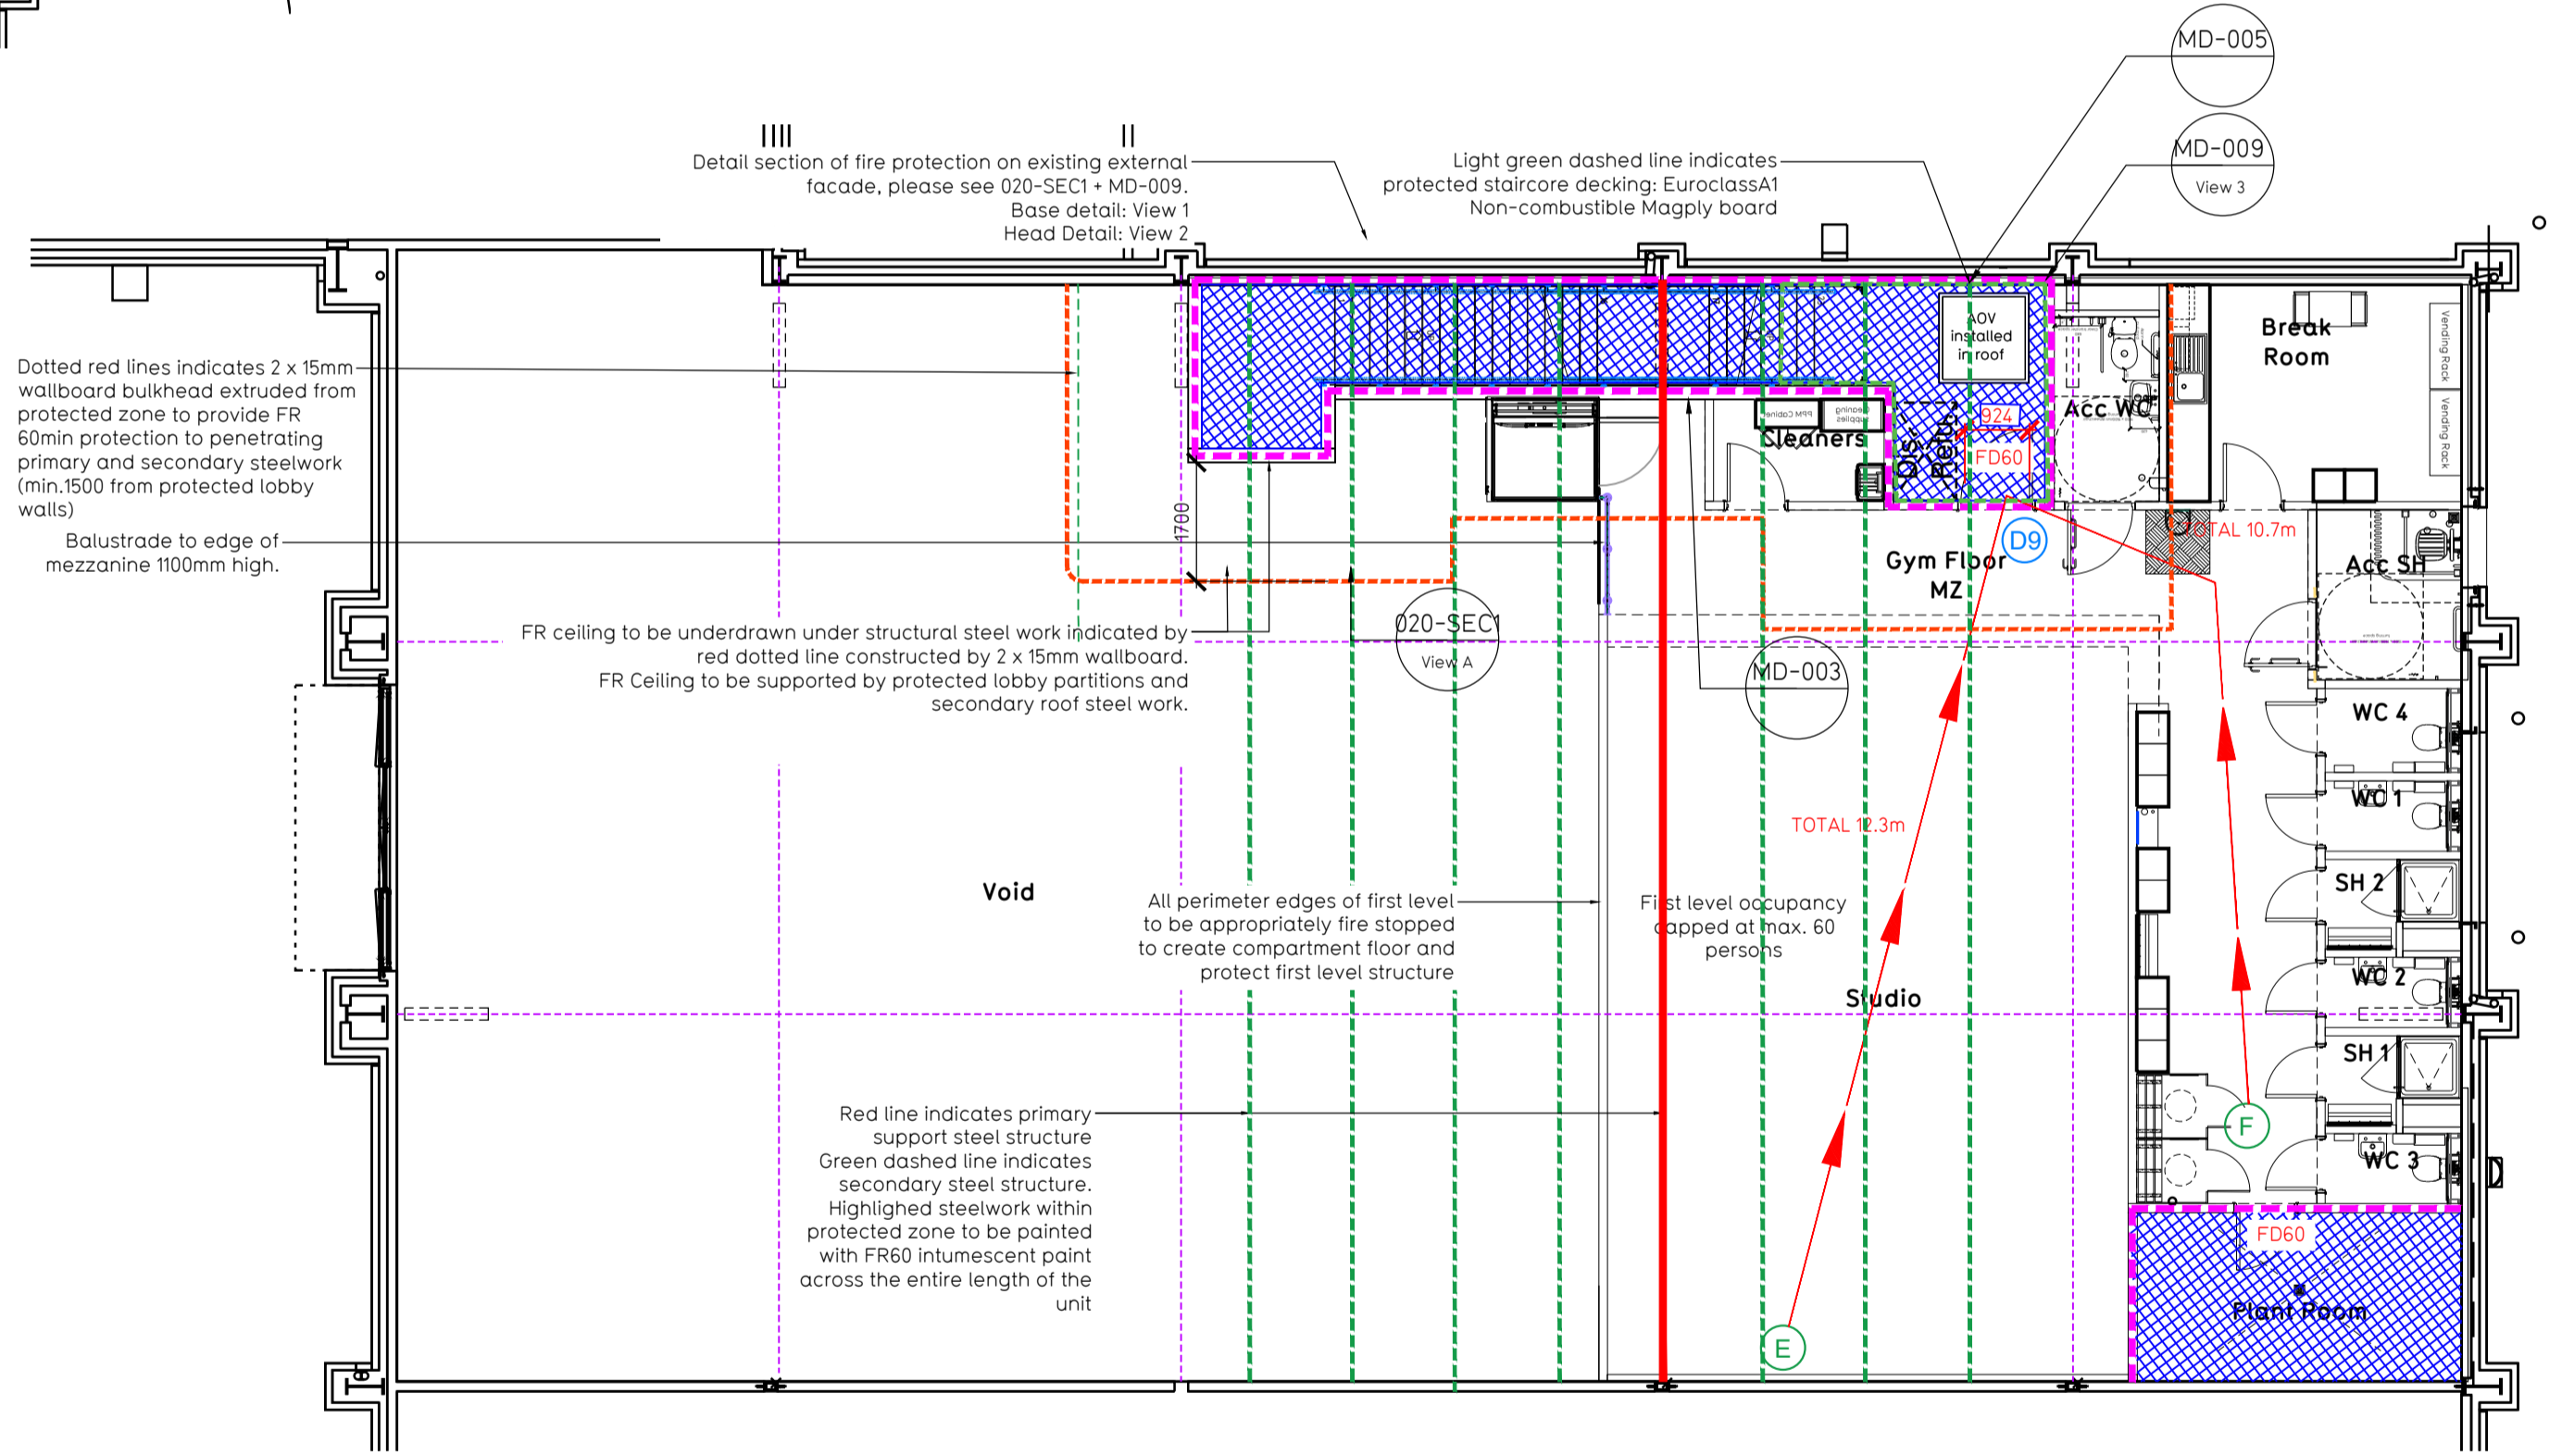 MD-005
MD-009
View 3
Detail section of fire protection on existing external
facade, please see 020-SEC1 + MD-009.
Base detail: View 1
Head Detail: View 2
Light green dashed line indicates
protected staircore decking: EuroclassA1
Non-combustible Magply board
Dotted red lines indicates 2 x 15mm
wallboard bulkhead extruded from
protected zone to provide FR
60min protection to penetrating
primary and secondary steelwork
(min.1500 from protected lobby
walls)
Balustrade to edge of
mezzanine 1100mm high.
AOV
installed
in roof
Break
Room
Vending Rack
Vending Rack
Acc WC
PPM Cabinet
Cleaning
supplies
Cleaners
924
FD60
D9
TOTAL 10.7m
Gym Floor
MZ
Acc SH
1700
FR ceiling to be underdrawn under structural steel work indicated by
red dotted line constructed by 2 x 15mm wallboard.
FR Ceiling to be supported by protected lobby partitions and
secondary roof steel work.
020-SEC1
View A
MD-003
WC 4
WC 1
TOTAL 12.3m
Void
All perimeter edges of first level
to be appropriately fire stopped
to create compartment floor and
protect first level structure
First level occupancy
capped at max. 60
persons
SH 2
WC 2
Studio
SH 1
Red line indicates primary
support steel structure
Green dashed line indicates
secondary steel structure.
Highlighed steelwork within
protected zone to be painted
with FR60 intumescent paint
across the entire length of the
unit
F
WC 3
FD60
Plant Room
E